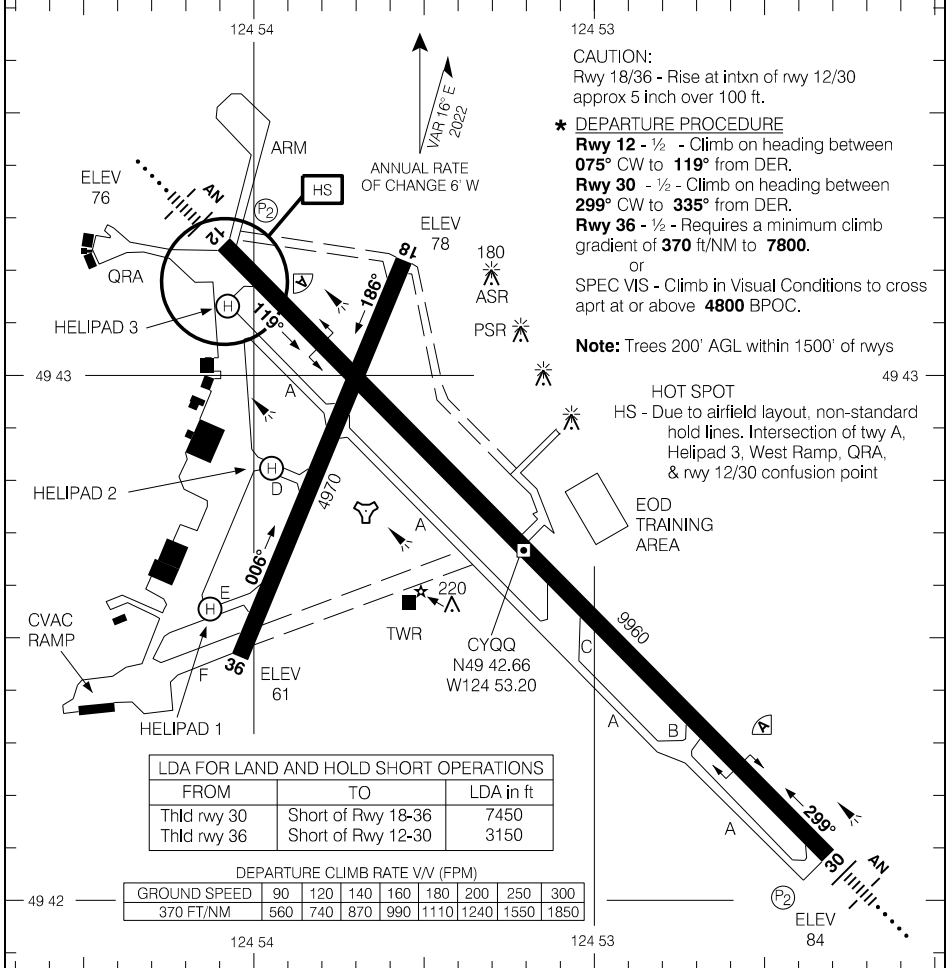 124 54
124 53
CAUTION:
Rwy 18/36 - Rise at intxn of rwy 12/30
approx 5 inch over 100 ft.
* DEPARTURE PROCEDURE
Rwy 12 - ½ - Climb on heading between
075° CW to 119° from DER.
Rwy 30 - ½ - Climb on heading between
299° CW to 335° from DER.
Rwy 36 - ½ - Requires a minimum climb
gradient of 370 ft/NM to 7800.
or
SPEC VIS - Climb in Visual Conditions to cross
aprt at or above 4800 BPOC.
Note: Trees 200' AGL within 1500' of rwys
VAR 16° E
2022
ANNUAL RATE
OF CHANGE 6' W
ARM
HS
ELEV
76
AN
P2
12
ELEV
78
18
180
ASR
PSR
QRA
A
186°
HELIPAD 3
H
119°
49 43
49 43
A
HOT SPOT
HS - Due to airfield layout, non-standard
hold lines. Intersection of twy A,
Helipad 3, West Ramp, QRA,
& rwy 12/30 confusion point
HELIPAD 2
H
D
4970
A
EOD
TRAINING
AREA
006°
E
H
220
TWR
CVAC
RAMP
F
36
ELEV
61
HELIPAD 1
CYQQ
N49 42.66
W124 53.20
9960
C
A
B
A
A
299°
30
AN
P2
ELEV
84
LDA FOR LAND AND HOLD SHORT OPERATIONS
FROM TO LDA in ft
Thld rwy 30 Short of Rwy 18-36 7450
Thld rwy 36 Short of Rwy 12-30 3150
DEPARTURE CLIMB RATE V/V (FPM)
GROUND SPEED 90 120 140 160 180 200 250 300
370 FT/NM 560 740 870 990 1110 1240 1550 1850
49 42
124 54
124 53